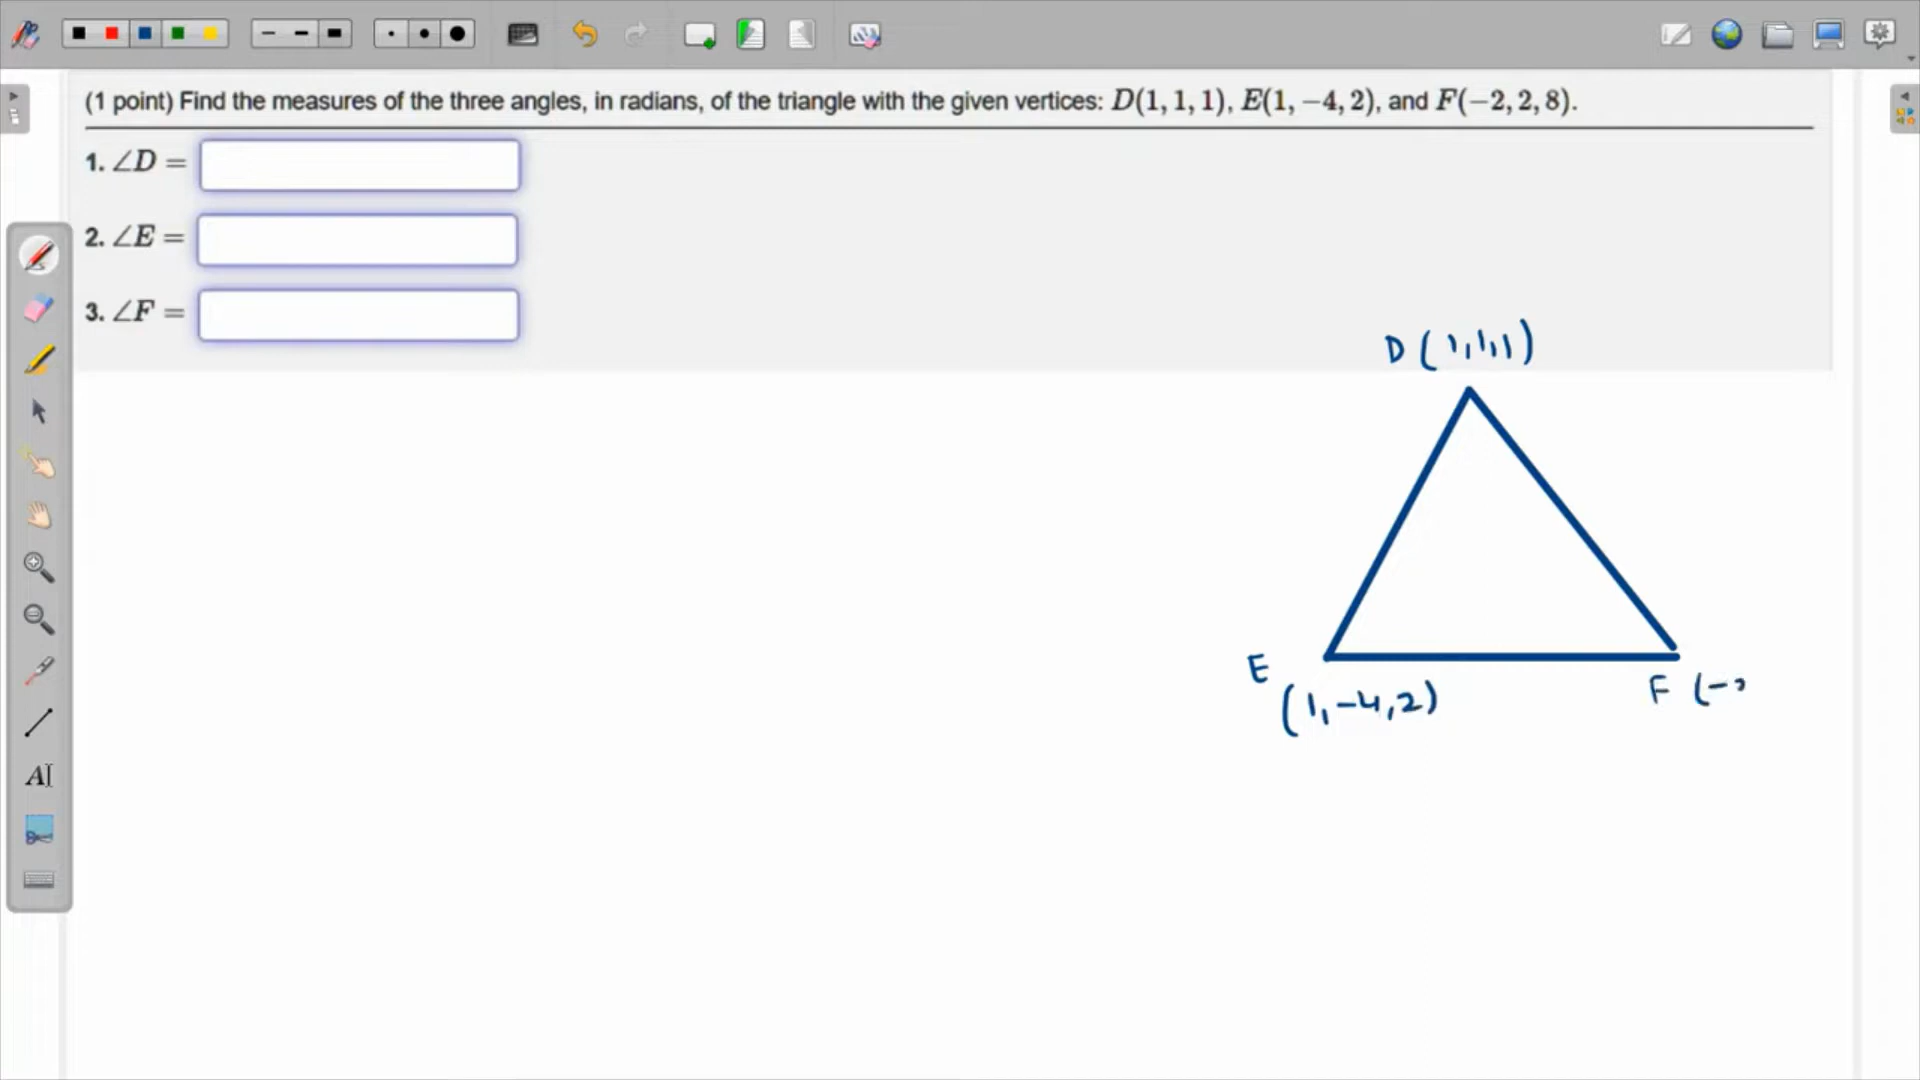 (1 point) Find the measures of the three angles, in radians, of the triangle with the given vertices: D(1, 1, 1), E(1, −4, 2), and F(−2, 2, 8).
1. ∠D =
2. ∠E =
3. ∠F =
D (1,1,1)
E
(1,-4,2)
F (-